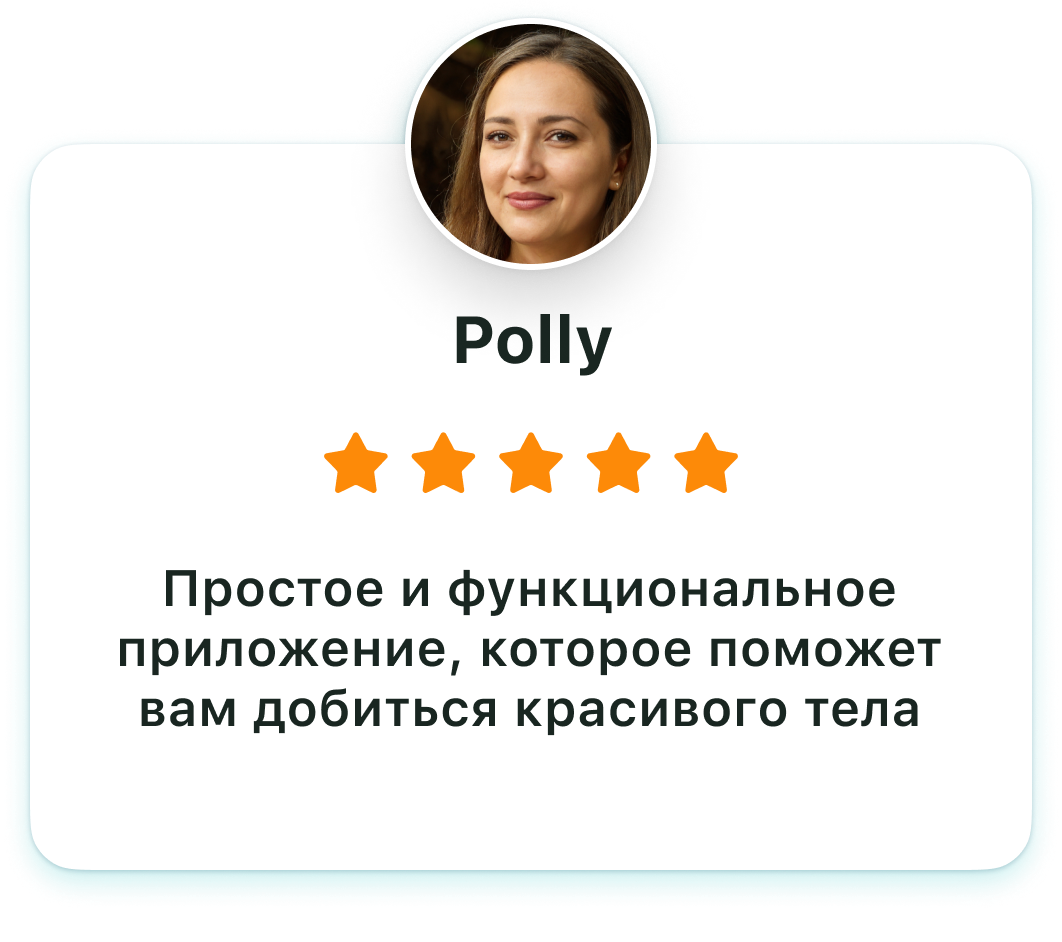 Polly
Простое и функциональное
приложение, которое поможет
вам добиться красивого тела